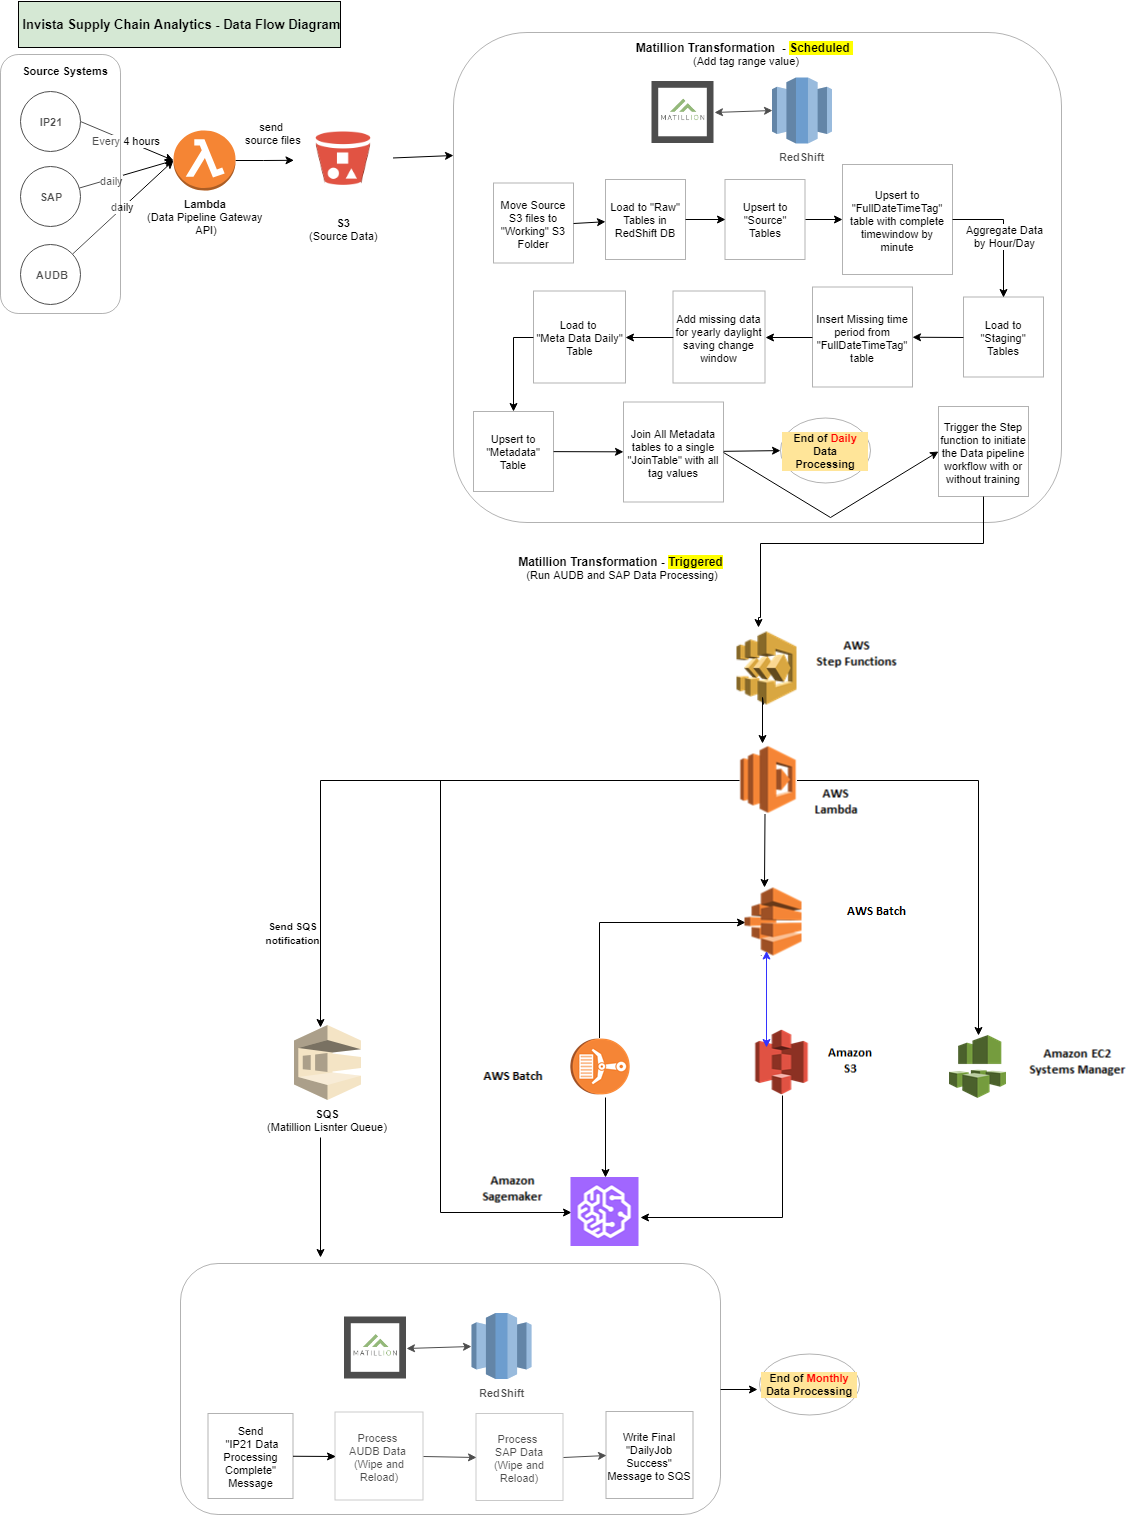 Invista Supply Chain Analytics - Data Flow Diagram
Source Systems
IP21
SAP
AUDB
Every 4 hours
daily
daily
Lambda
(Data Pipeline Gateway
API)
send
source files
S3
(Source Data)
Matillion Transformation - Scheduled
(Add tag range value)
MATILLION
RedShift
Move Source
S3 files to
"Working" S3
Folder
Load to "Raw"
Tables in
RedShift DB
Upsert to
"Source"
Tables
Upsert to
"FullDateTimeTag"
table with complete
timewindow by
minute
Aggregate Data
by Hour/Day
Load to
"Staging"
Tables
Insert Missing time
period from
"FullDateTimeTag"
table
Add missing data
for yearly daylight
saving change
window
Load to
"Meta Data Daily"
Table
Upsert to
"Metadata"
Table
Join All Metadata
tables to a single
"JoinTable" with all
tag values
End of Daily
Data
Processing
Trigger the Step
function to initiate
the Data pipeline
workflow with or
without training
Matillion Transformation - Triggered
(Run AUDB and SAP Data Processing)
AWS
Step Functions
AWS
Lambda
AWS Batch
Send SQS
notification
SQS
(Matillion Lisnter Queue)
AWS Batch
Amazon
S3
Amazon EC2
Systems Manager
Amazon
Sagemaker
MATILLION
RedShift
Send
"IP21 Data
Processing
Complete"
Message
Process
AUDB Data
(Wipe and
Reload)
Process
SAP Data
(Wipe and
Reload)
Write Final
"DailyJob
Success"
Message to SQS
End of Monthly
Data Processing